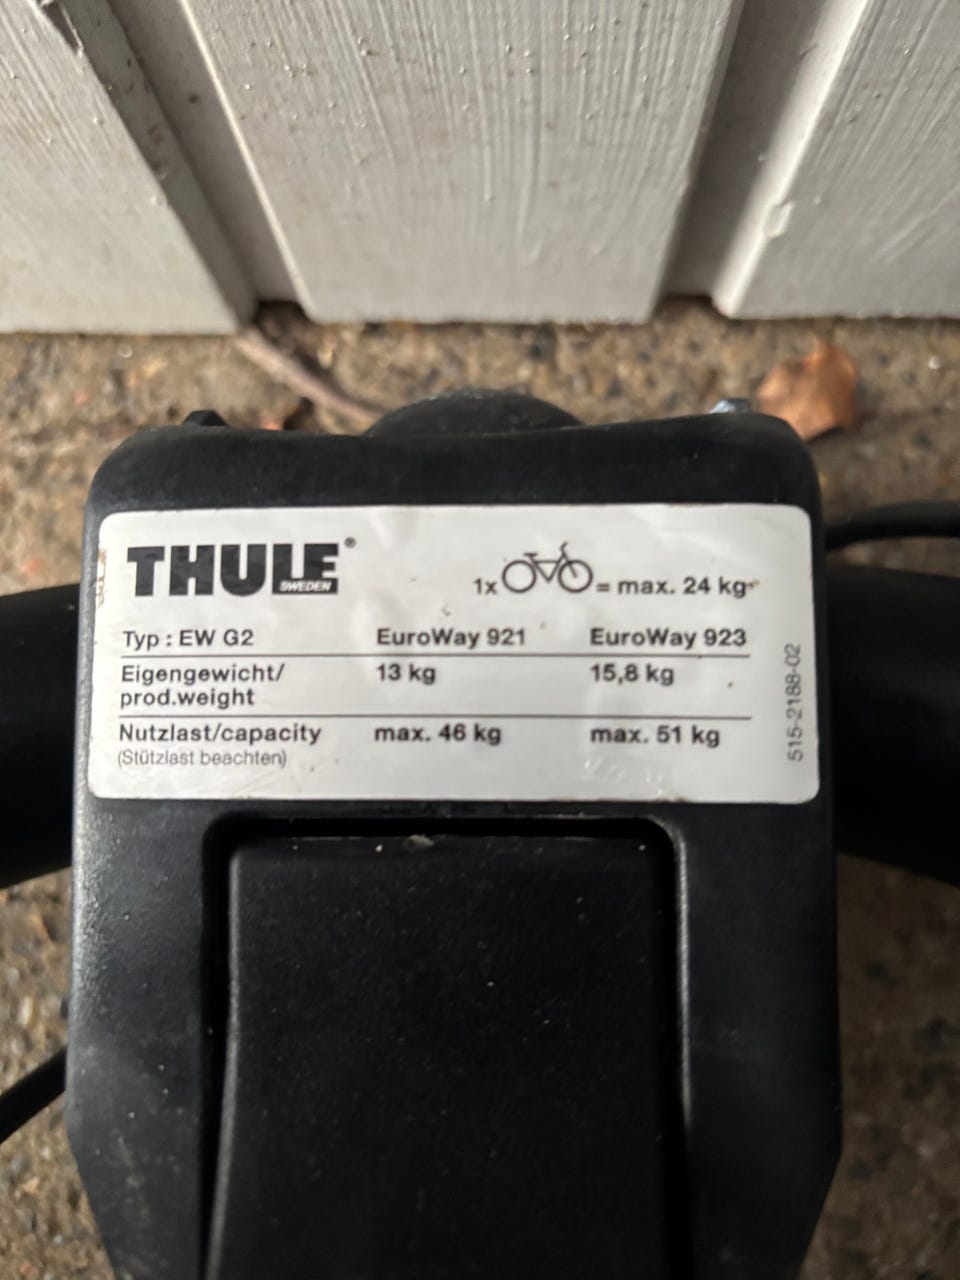 THULE®
SWEDEN
1x = max. 24 kg
Typ : EW G2 EuroWay 921 EuroWay 923
Eigengewicht/ 13 kg 15,8 kg
prod.weight
Nutzlast/capacity max. 46 kg max. 51 kg
(Stützlast beachten)
515-2188-02